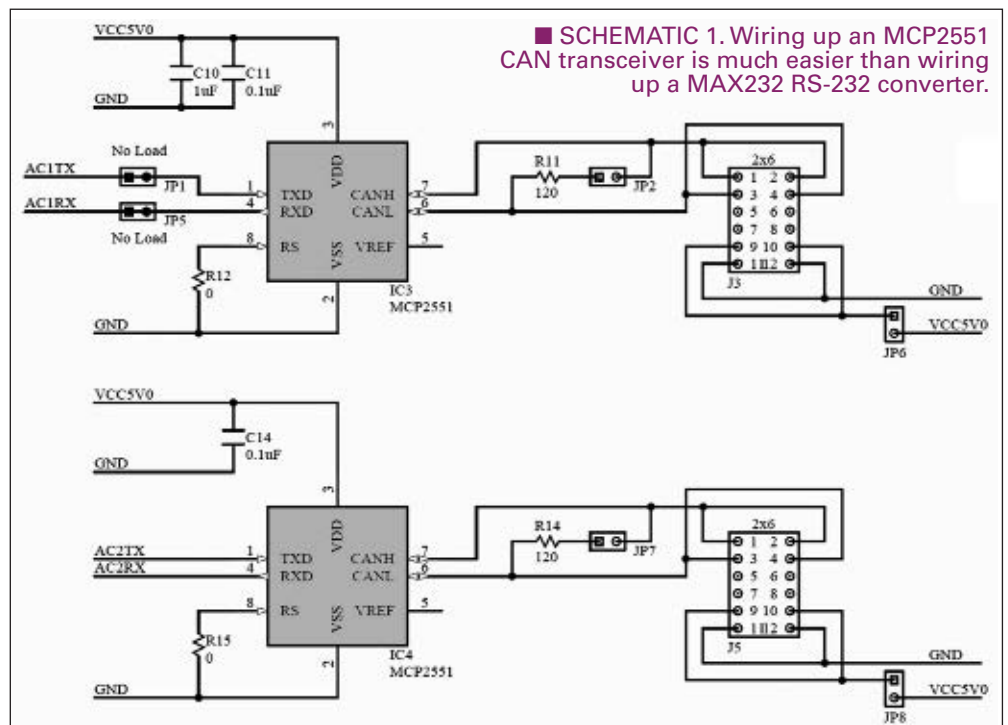 ■ SCHEMATIC 1. Wiring up an MCP2551
CAN transceiver is much easier than wiring
up a MAX232 RS-232 converter.
VCC5V0
C10
1uF
C11
0.1uF
GND
3
No Load
AC1TX
JP1
1
TXD
VDD
CANH
7
AC1RX
JP5
4
RXD
CANL
6
No Load
8
RS
VSS
VREF
5
R12
0
2
IC3
MCP2551
GND
R11
120
JP2
2x6
1 2
3 4
5 6
7 8
9 10
11 12
J3
GND
VCC5V0
JP6
VCC5V0
C14
0.1uF
GND
3
AC2TX
1
TXD
VDD
CANH
7
AC2RX
4
RXD
CANL
6
8
RS
VSS
VREF
5
R15
0
2
IC4
MCP2551
GND
R14
120
JP7
2x6
1 2
3 4
5 6
7 8
9 10
11 12
J5
GND
VCC5V0
JP8